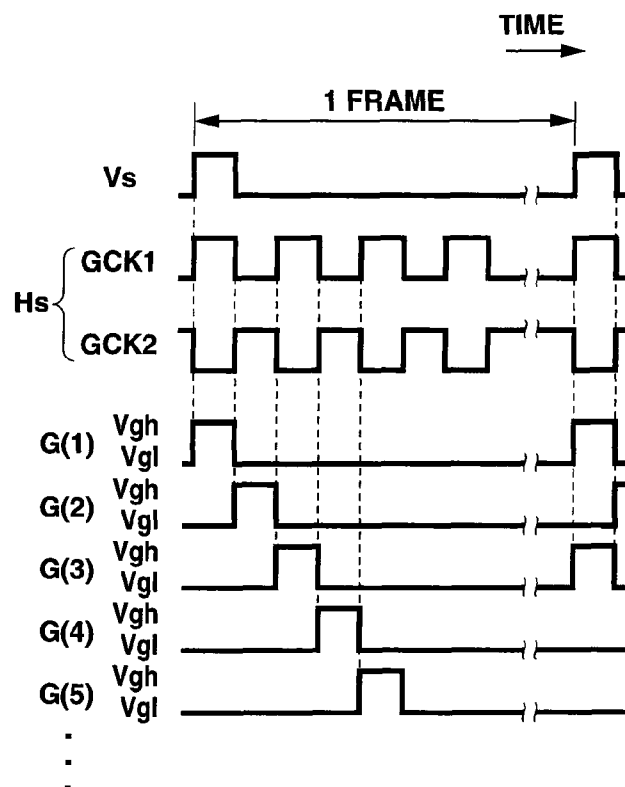 TIME
1 FRAME
Vs
GCK1
Hs
GCK2
G(1) Vgh
Vgl
G(2) Vgh
Vgl
G(3) Vgh
Vgl
G(4) Vgh
Vgl
G(5) Vgh
Vgl